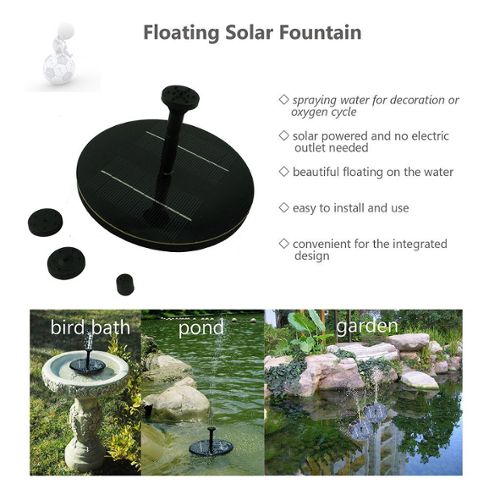 Floating Solar Fountain
◇ spraying water for decoration or
oxygen cycle
◇ solar powered and no electric
outlet needed
◇ beautiful floating on the water
◇ easy to install and use
◇ convenient for the integrated
design
bird bath
pond
garden